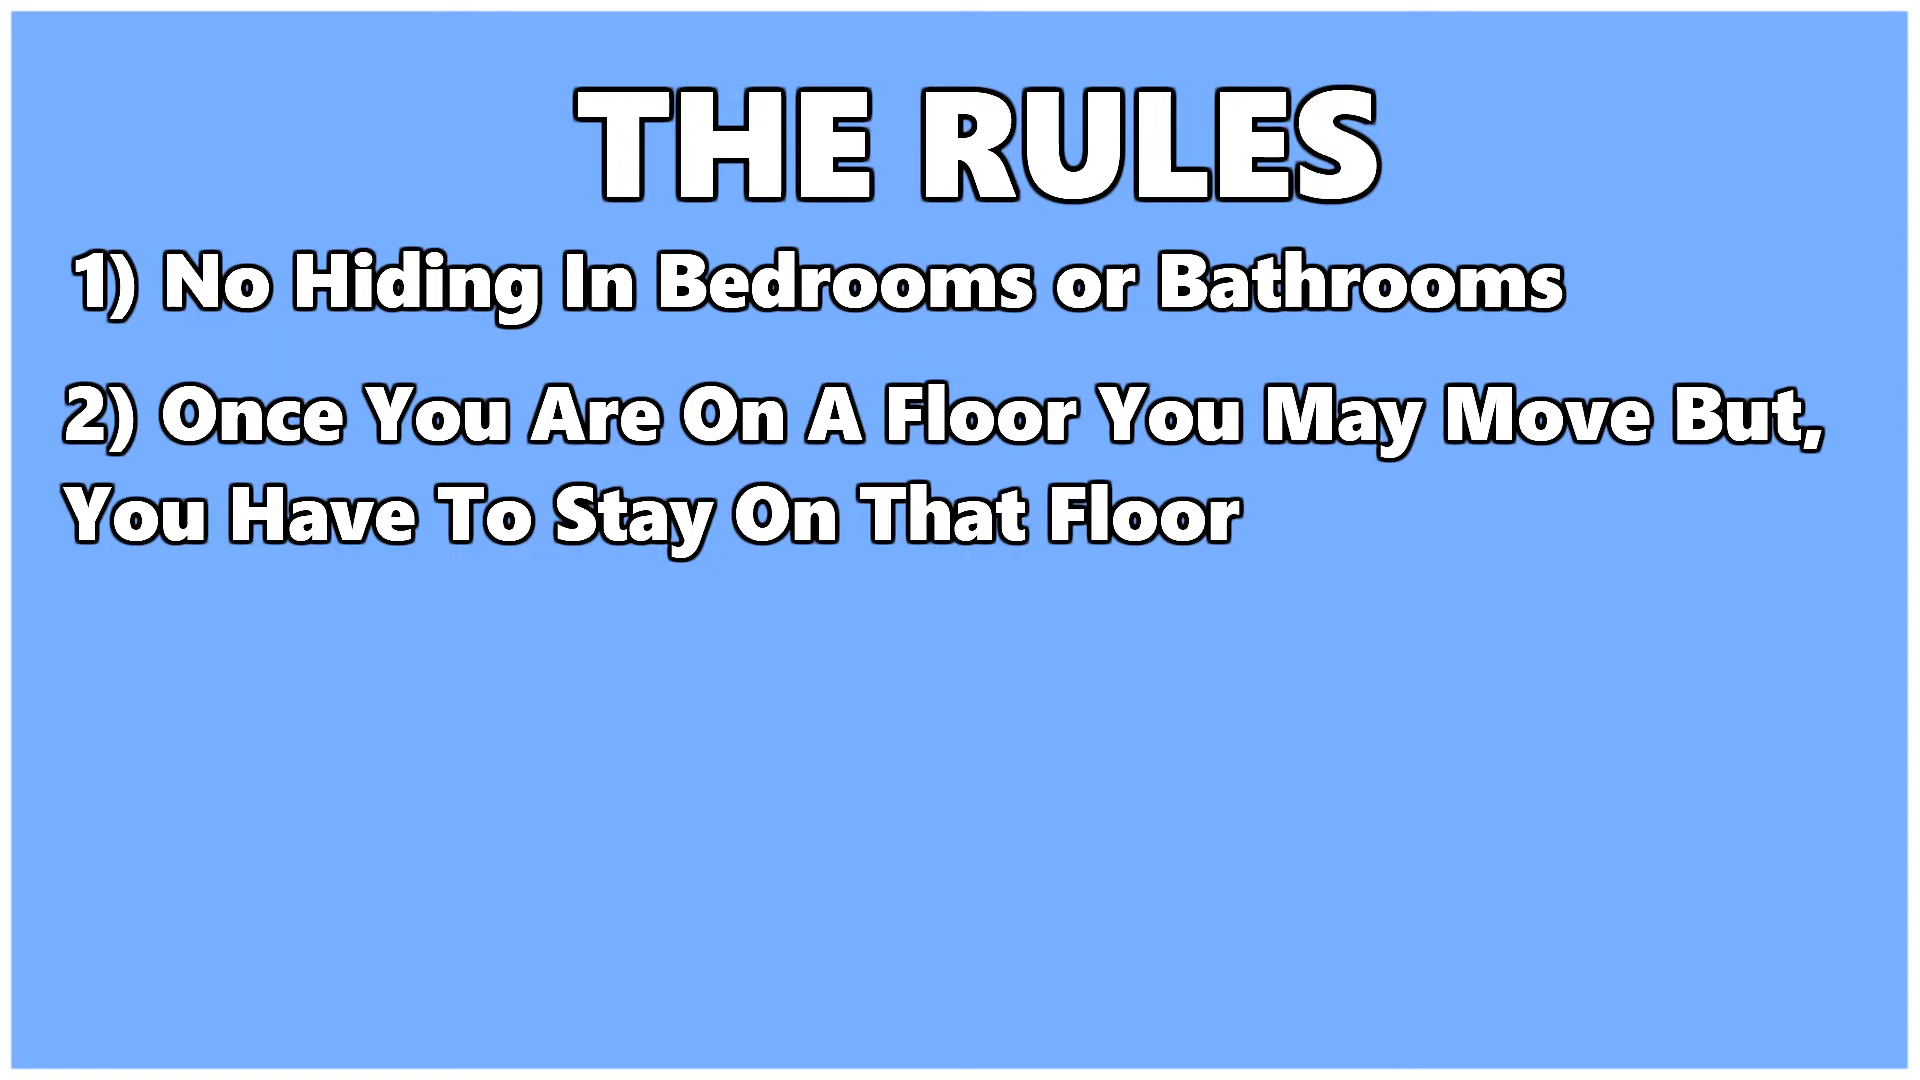 THE RULES
1) No Hiding In Bedrooms or Bathrooms
2) Once You Are On A Floor You May Move But,
You Have To Stay On That Floor